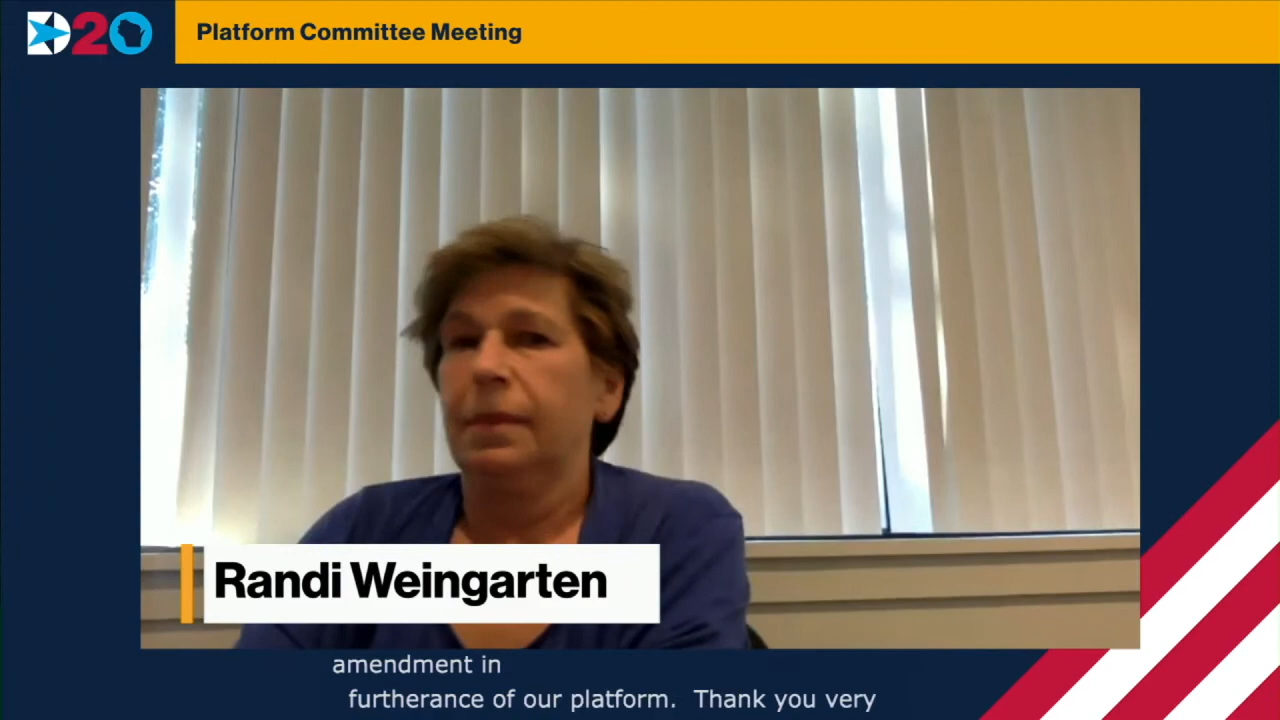 D20
Platform Committee Meeting
Randi Weingarten
amendment in
furtherance of our platform. Thank you very